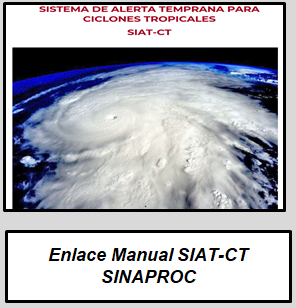 SISTEMA DE ALERTA TEMPRANA PARA
CICLONES TROPICALES
SIAT-CT
Enlace Manual SIAT-CT
SINAPROC